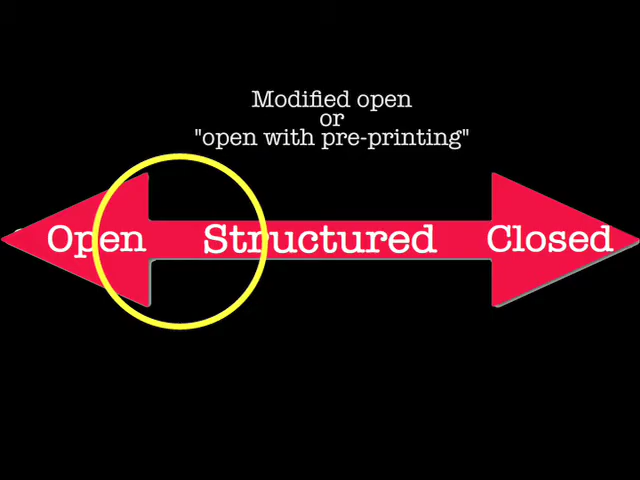 Modified open
or
"open with pre-printing"
Open Structured Closed